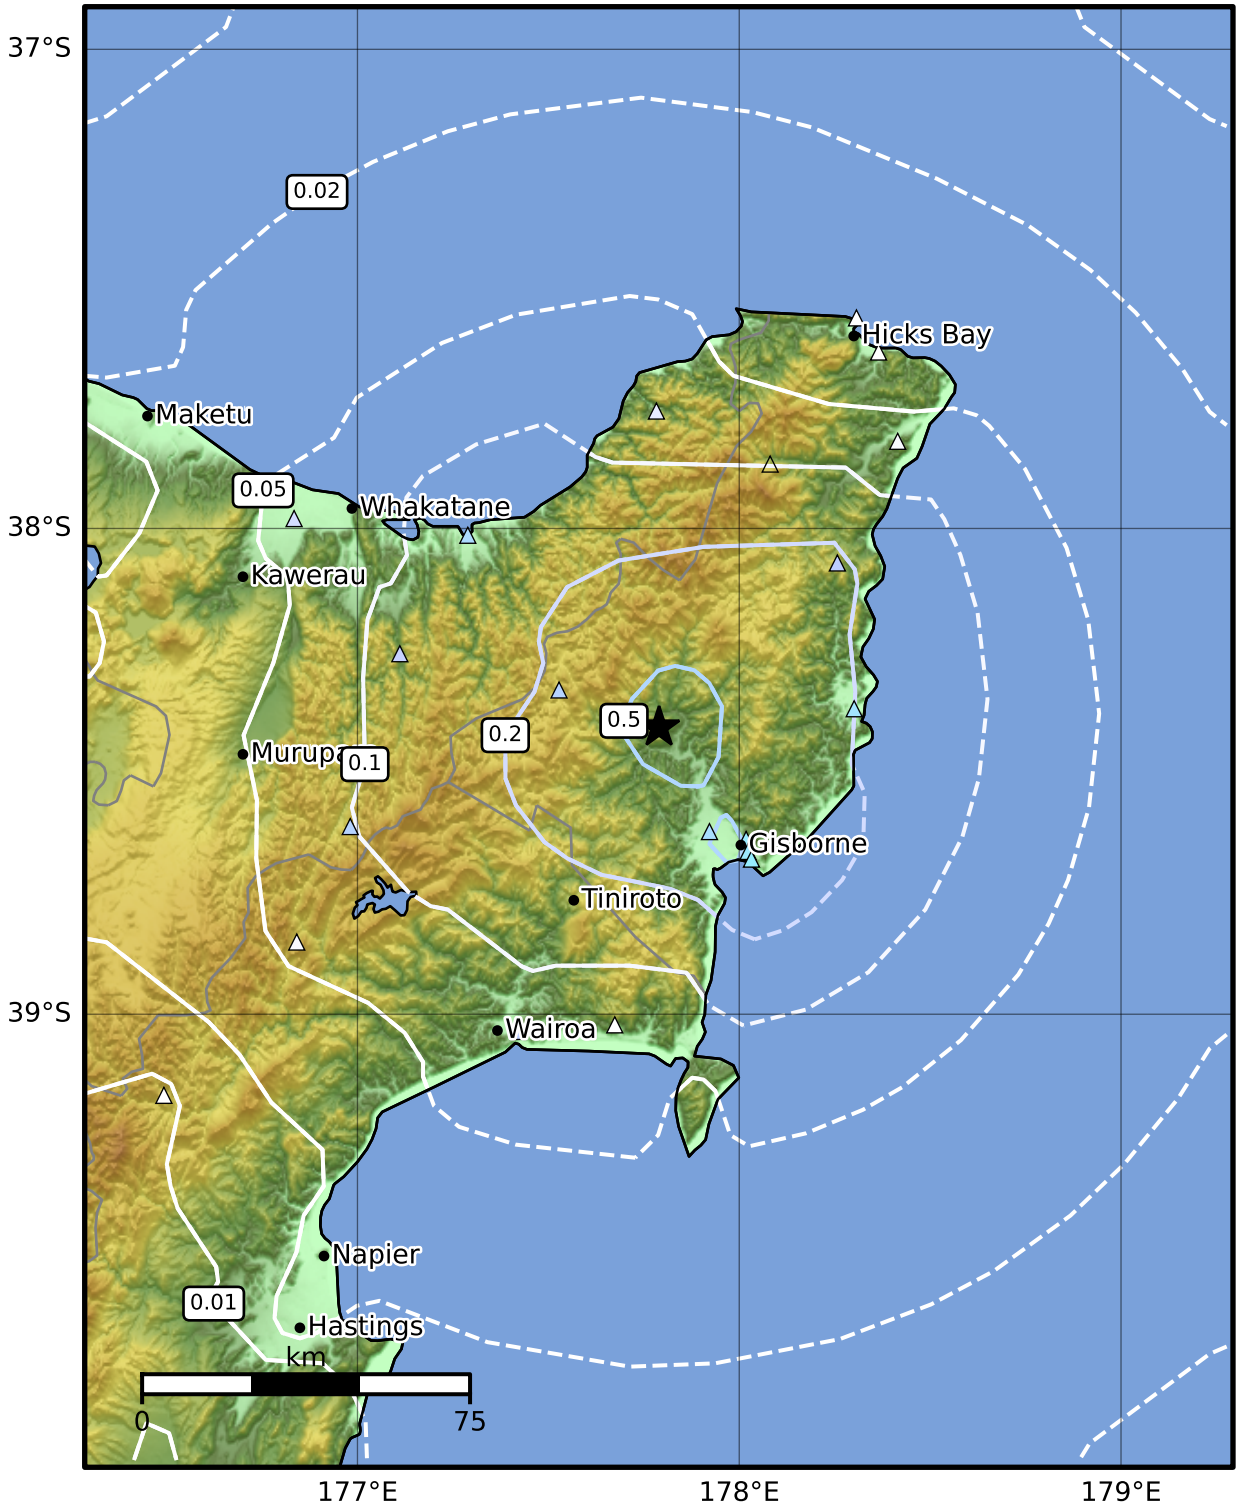 37°S
0.02
Hicks Bay
Maketu
0.05
Whakatane
38°S
Kawerau
0.5
0.2
Murupa
0.1
Gisborne
Tiniroto
39°S
Wairoa
Napier
0.01
Hastings
km
0
75
177°E
178°E
179°E